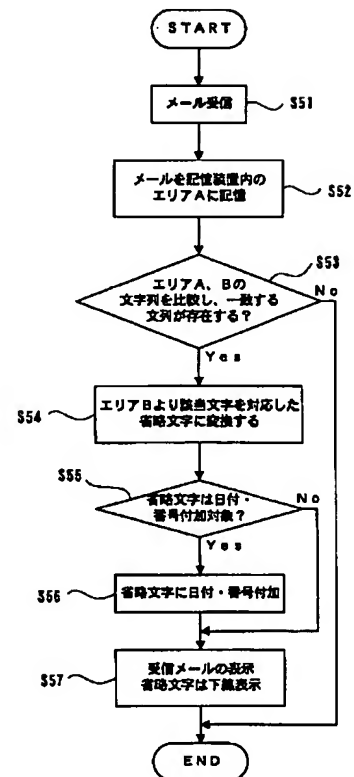 START
メール受信
S51
メールを記憶装置内の
エリアAに記憶
S52
S53
エリアA、Bの
文字列を比較し、一致する
文列が存在する？
No
Yes
S54
エリアBより該当文字を対応した
省略文字に変換する
S55
省略文字は日付・
番号付加対象？
No
Yes
S56
省略文字に日付・番号付加
S57
受信メールの表示
省略文字は下線表示
END